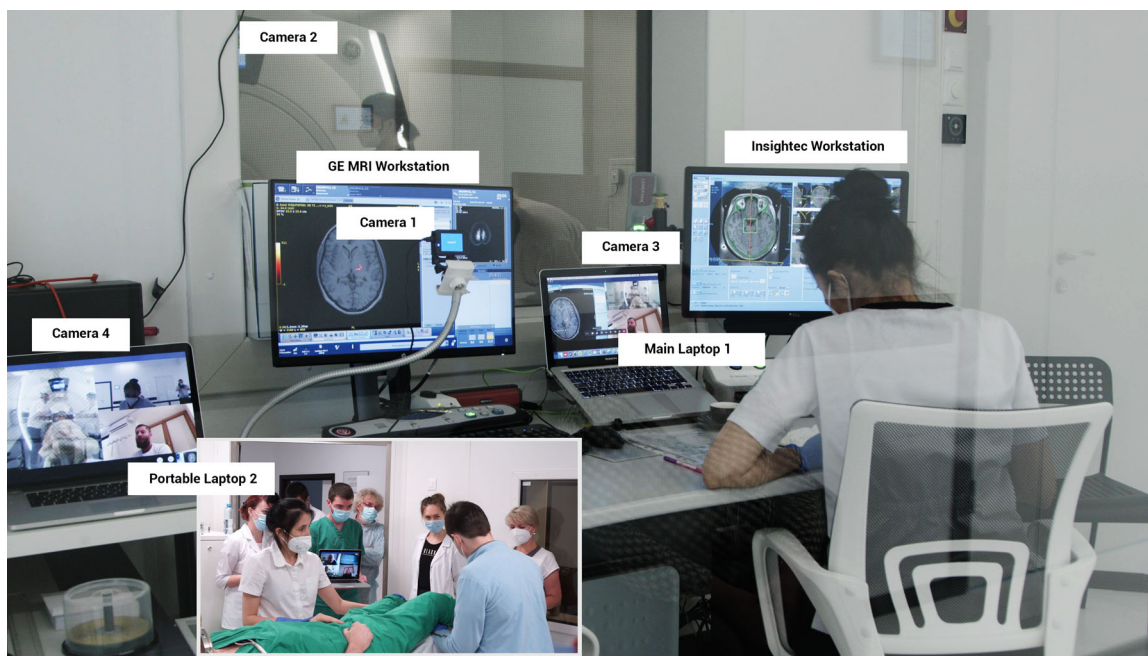 Camera 2
Insightec Workstation
GE MRI Workstation
Camera 1
Camera 3
Camera 4
Main Laptop 1
Portable Laptop 2